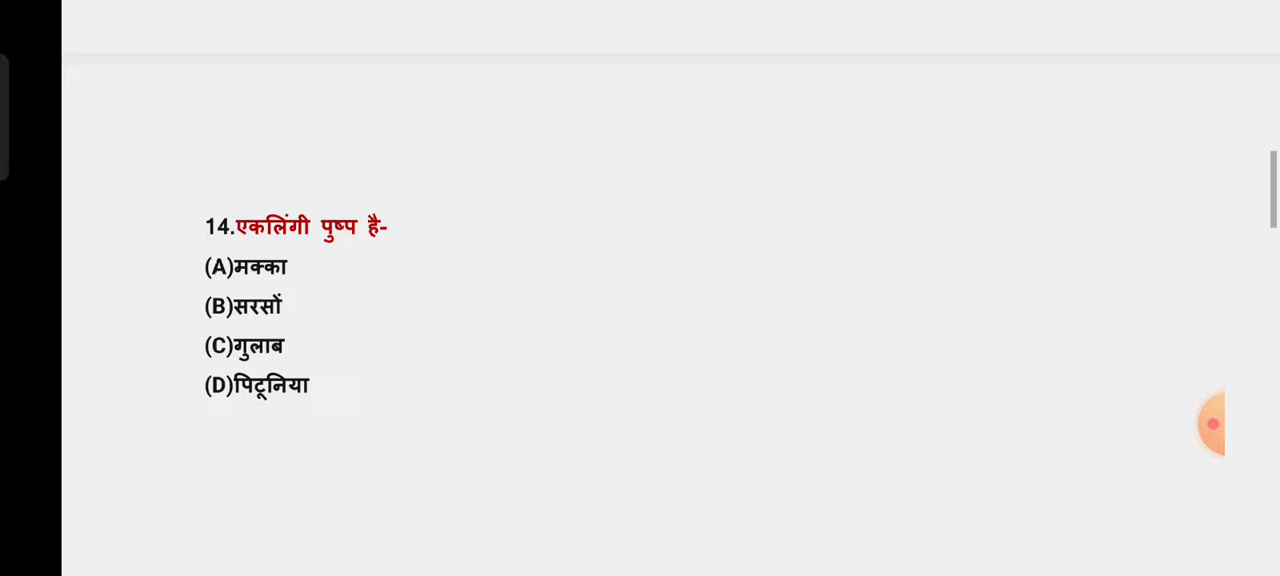 14.एकलिंगी पुष्प है-
(A)मक्का
(B)सरसों
(C)गुलाब
(D)पिटूनिया